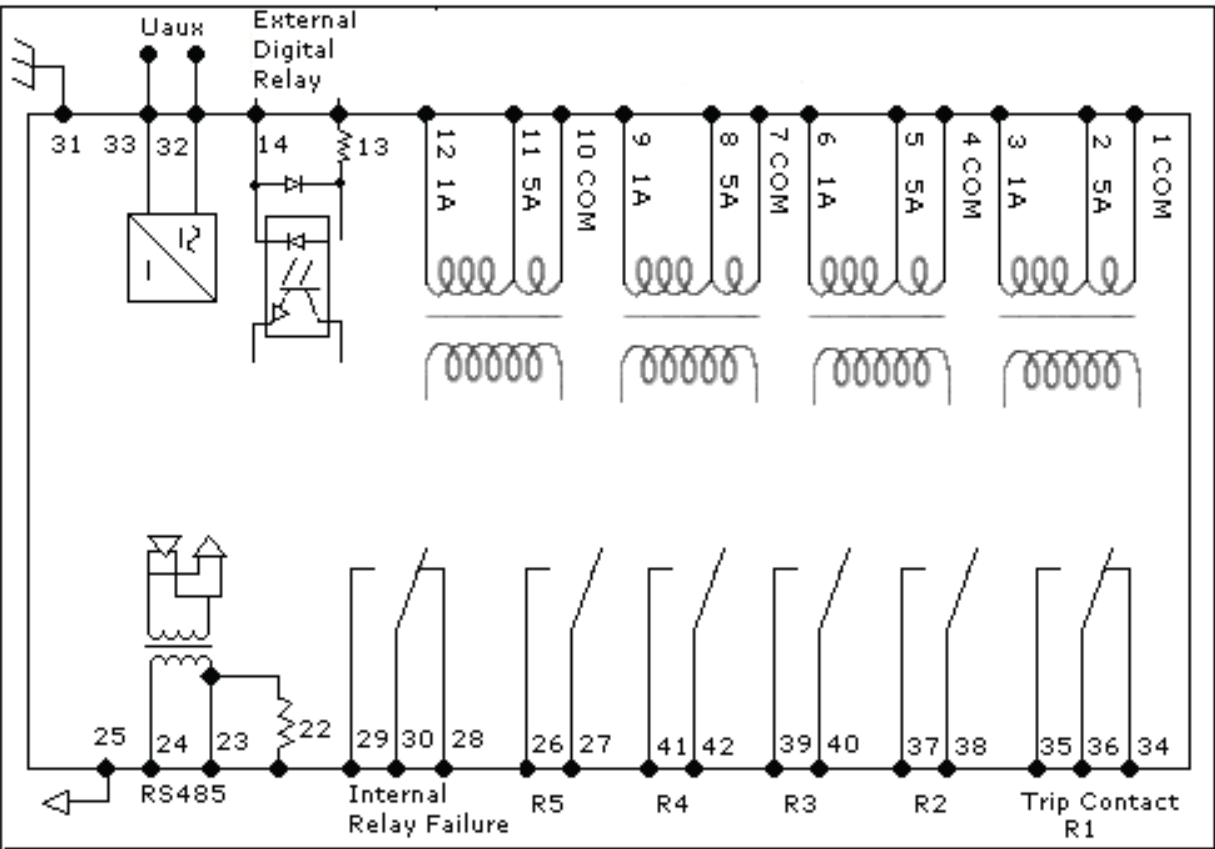 Uaux
External
Digital
Relay
31
33
32
14
13
12 1A
11 5A
10 COM
9 1A
8 5A
7 COM
6 1A
5 5A
4 COM
3 1A
2 5A
1 COM
25
24
23
22
29
30
28
26
27
41
42
39
40
37
38
35
36
34
RS485
Internal
Relay Failure
R5
R4
R3
R2
Trip Contact
R1